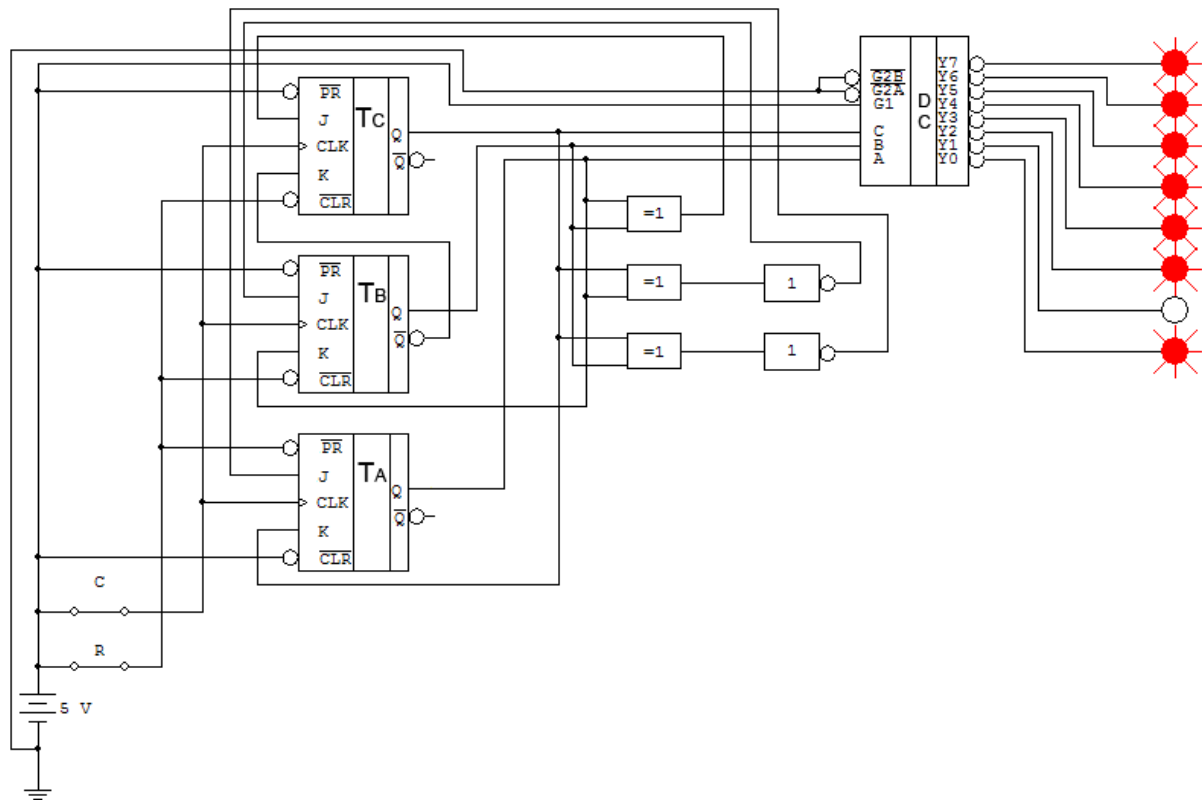 PR
J
CLK
K
CLR
TC
Q
Q
PR
J
CLK
K
CLR
TB
Q
Q
PR
J
CLK
K
CLR
TA
Q
Q
G2B
G2A
G1
C
B
A
DC
Y7
Y6
Y5
Y4
Y3
Y2
Y1
Y0
=1
=1
1
=1
1
C
R
5 V